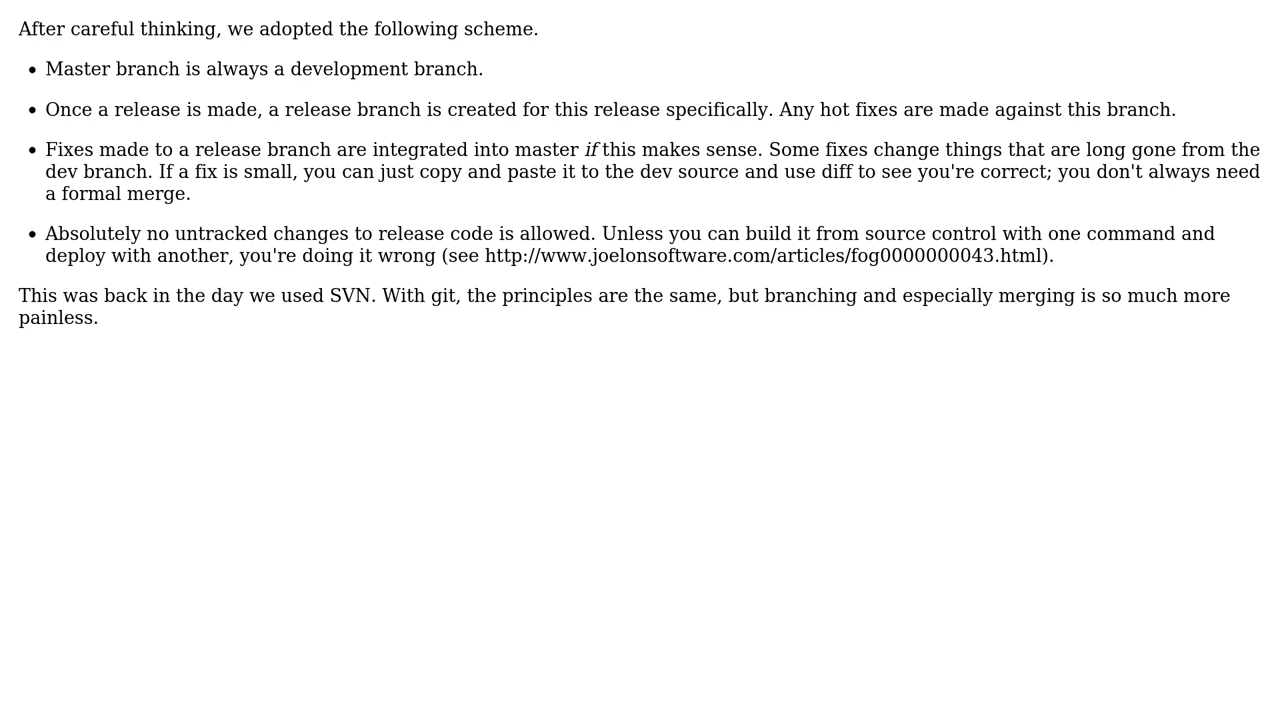 After careful thinking, we adopted the following scheme.
• Master branch is always a development branch.
• Once a release is made, a release branch is created for this release specifically. Any hot fixes are made against this branch.
• Fixes made to a release branch are integrated into master if this makes sense. Some fixes change things that are long gone from the
dev branch. If a fix is small, you can just copy and paste it to the dev source and use diff to see you're correct; you don't always need
a formal merge.
• Absolutely no untracked changes to release code is allowed. Unless you can build it from source control with one command and
deploy with another, you're doing it wrong (see http://www.joelonsoftware.com/articles/fog0000000043.html).
This was back in the day we used SVN. With git, the principles are the same, but branching and especially merging is so much more
painless.